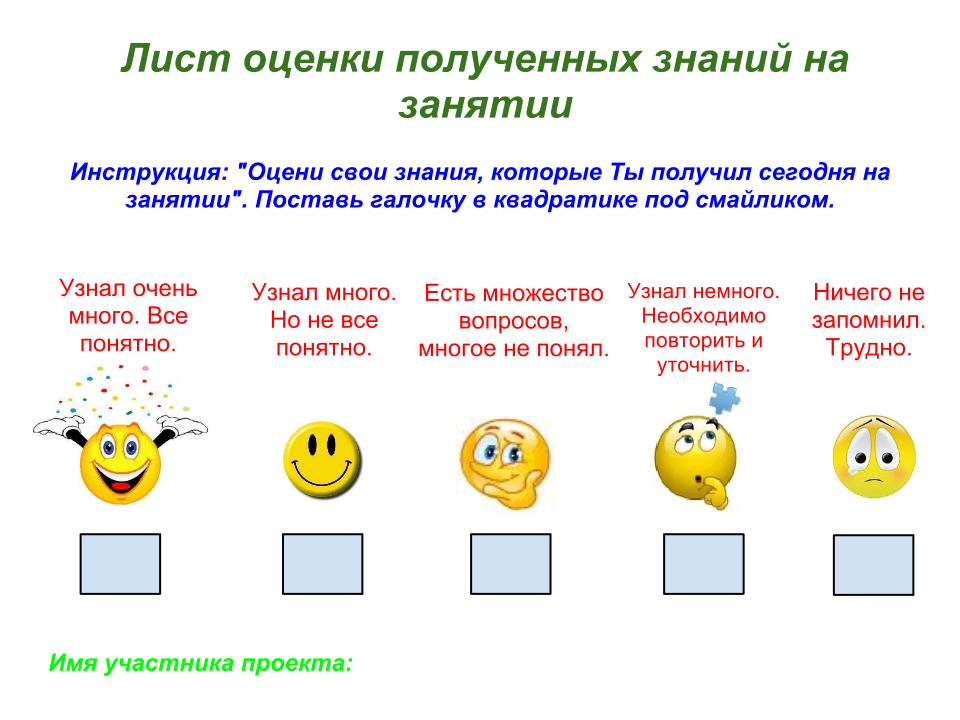 Лист оценки полученных знаний на
занятии
Инструкция: "Оцени свои знания, которые Ты получил сегодня на
занятии". Поставь галочку в квадратике под смайликом.
Узнал очень
много. Все
понятно.
Узнал много.
Но не все
понятно.
Есть множество
вопросов,
многое не понял.
Узнал немного.
Необходимо
повторить и
уточнить.
Ничего не
запомнил.
Трудно.
Имя участника проекта: